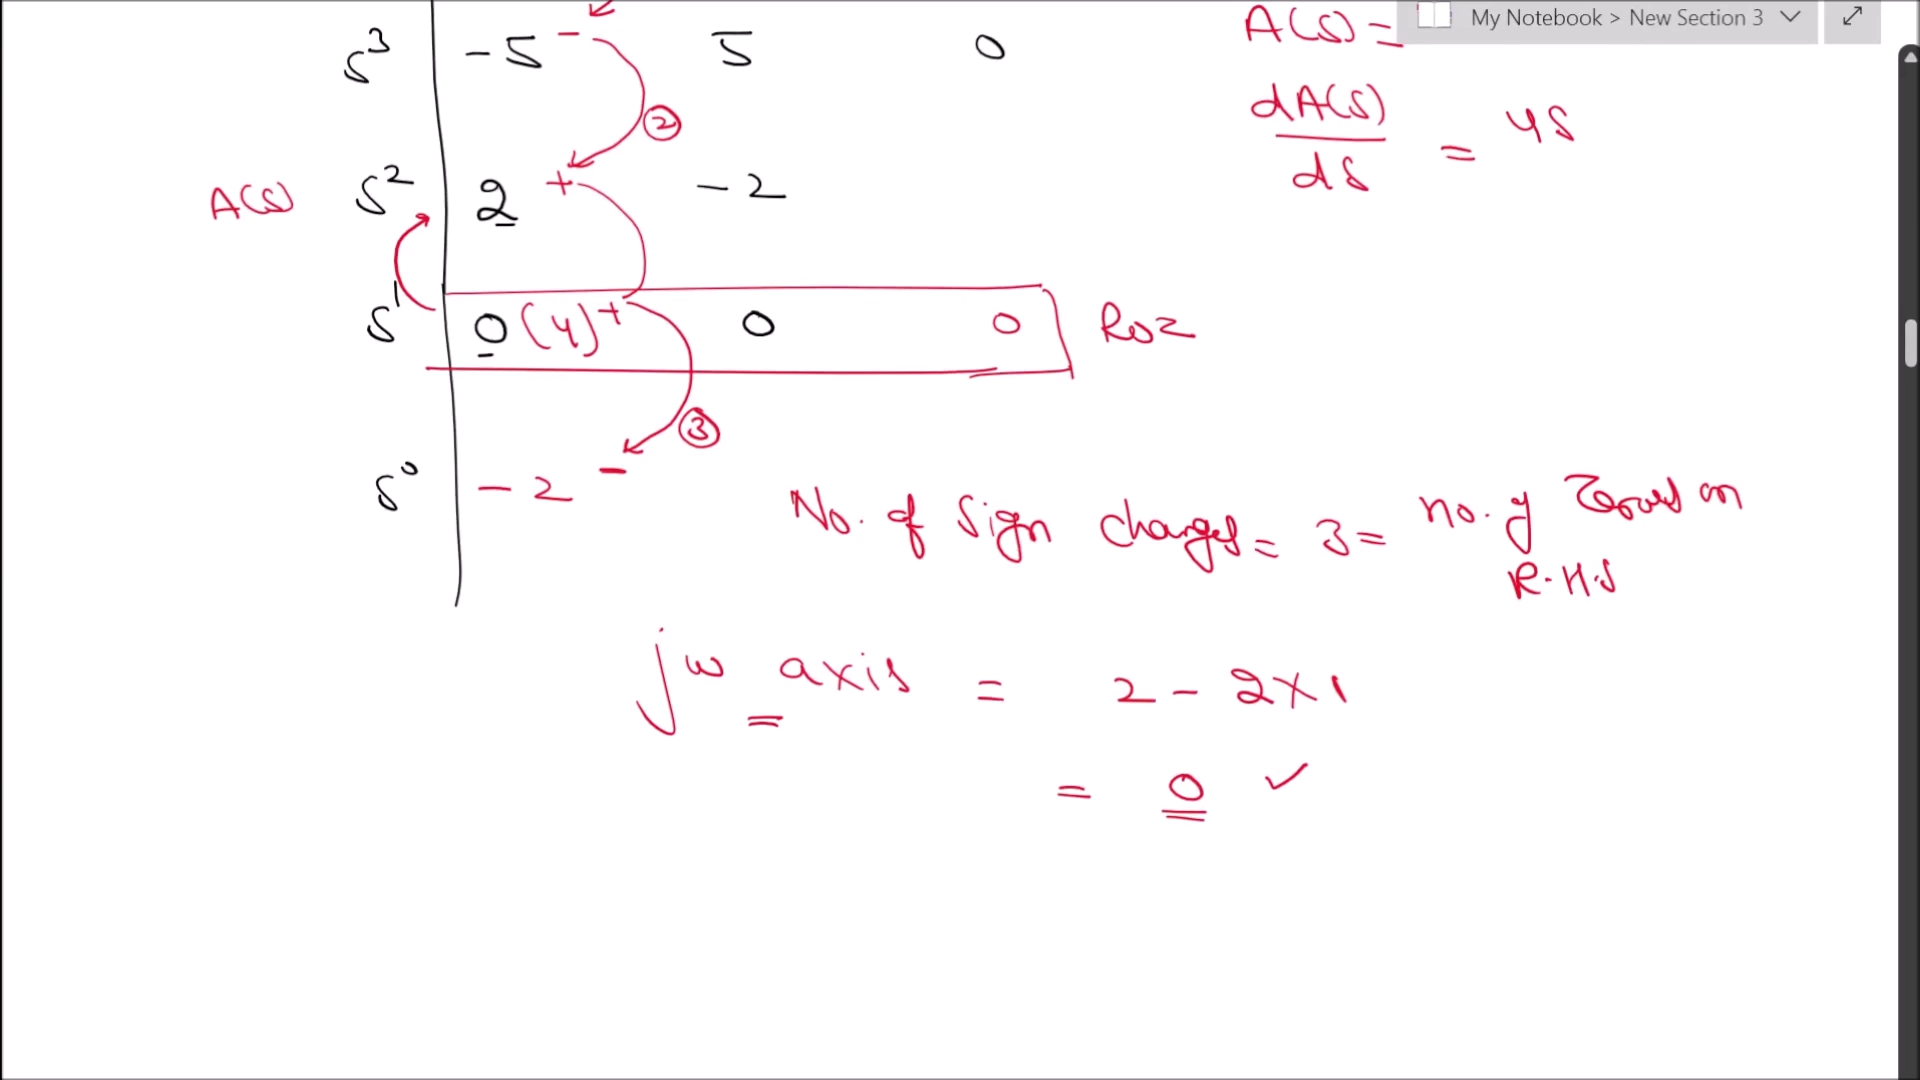 My Notebook > New Section 3
A(s) =
s³ -5 - 5 0
dA(s)/ds = 4s
②
A(s) s² 2 + -2
s¹ 0 (4)+ 0 0 ROZ
③
s⁰ -2 -
No. of sign changes = 3 = no. of zeros on
R.H.S
jω axis = 2 - 2×1
= 0 ✓